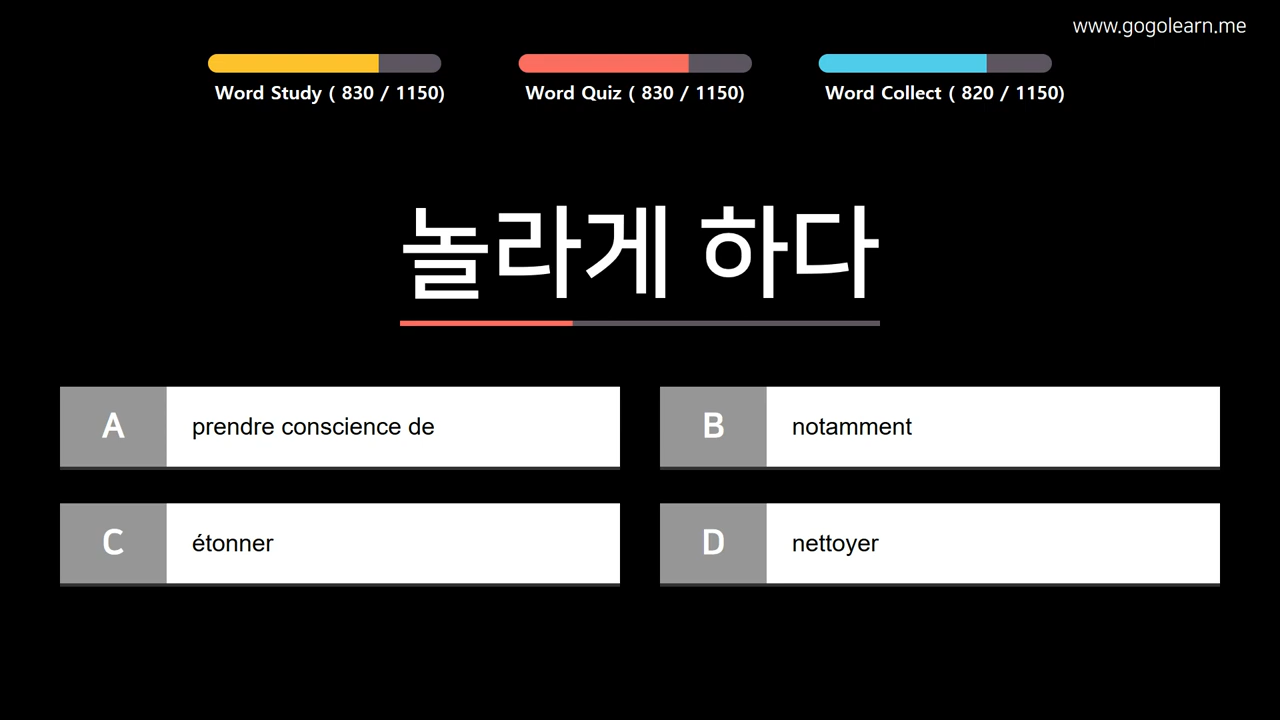 www.gogolearn.me
Word Study ( 830 / 1150)
Word Quiz ( 830 / 1150)
Word Collect ( 820 / 1150)
놀라게 하다
A prendre conscience de
B notamment
C étonner
D nettoyer